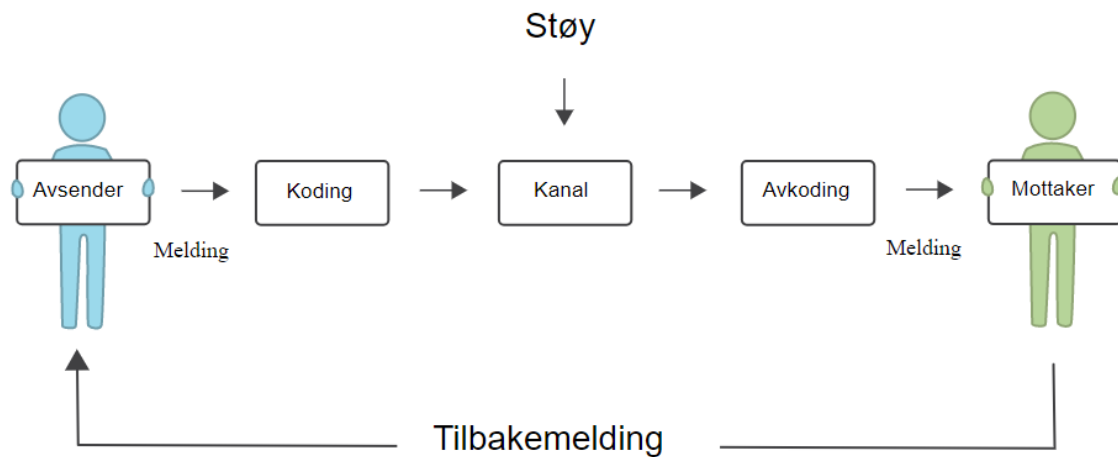 Støy
Avsender
Koding
Kanal
Avkoding
Mottaker
Melding
Melding
Tilbakemelding